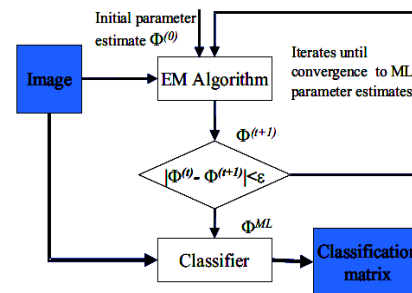 Initial parameter
estimate Φ(0)
Image
EM Algorithm
Iterates until
convergence to ML
parameter estimates
Φ(t+1)
|Φ(t)- Φ(t+1)|<ε
ΦML
Classifier
Classification
matrix